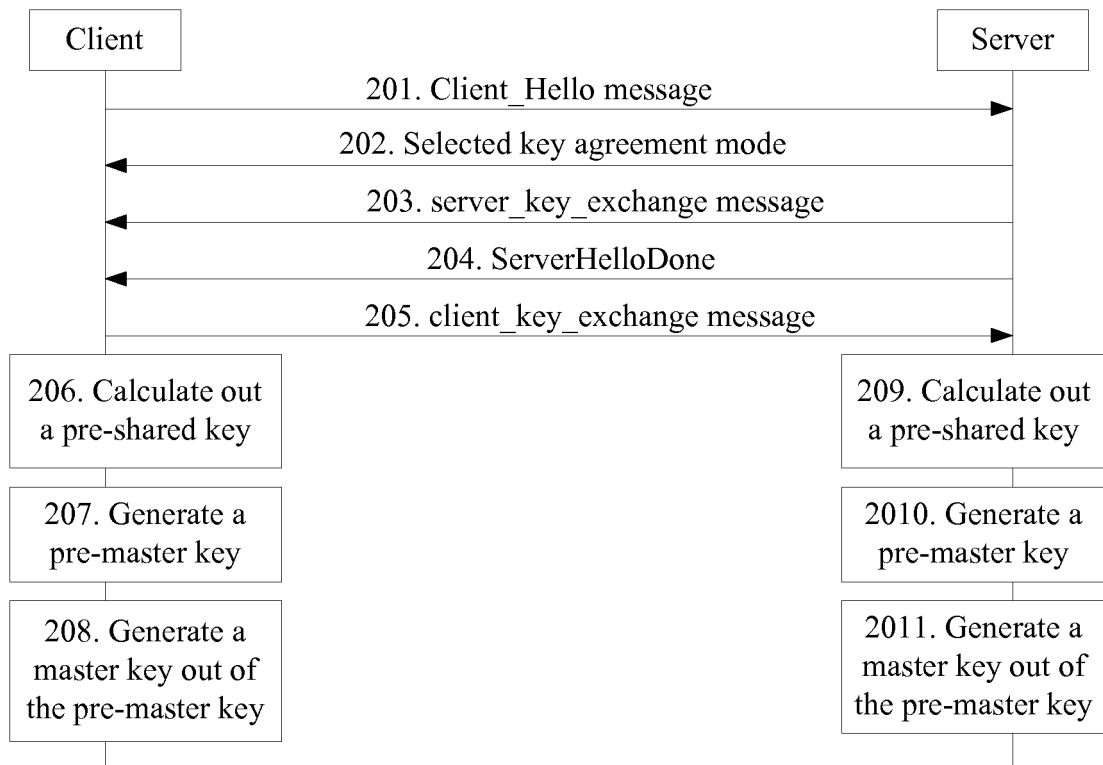 Client
Server
201. Client_Hello message
202. Selected key agreement mode
203. server_key_exchange message
204. ServerHelloDone
205. client_key_exchange message
206. Calculate out
a pre-shared key
209. Calculate out
a pre-shared key
207. Generate a
pre-master key
2010. Generate a
pre-master key
208. Generate a
master key out of
the pre-master key
2011. Generate a
master key out of
the pre-master key